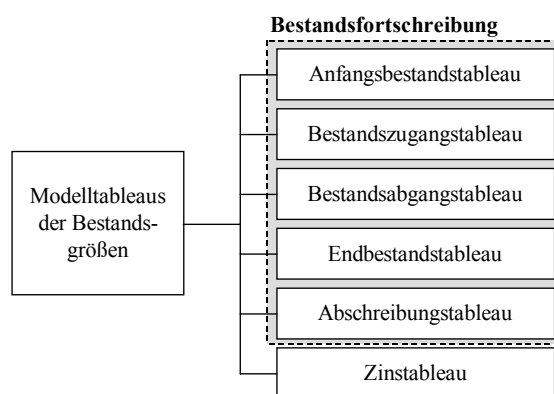 Bestandsfortschreibung
Anfangsbestandstableau
Bestandszugangstableau
Bestandsabgangstableau
Modelltableaus
der Bestands-
größen
Endbestandstableau
Abschreibungstableau
Zinstableau